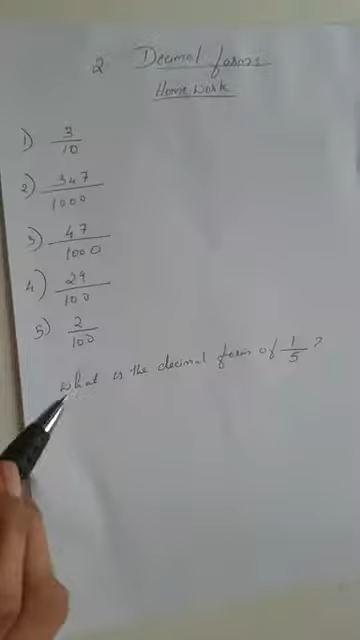 2 Decimal forms
Home work
1) 3/10
2) 347/1000
3) 47/1000
4) 29/100
5) 2/100
What is the decimal form of 1/5?